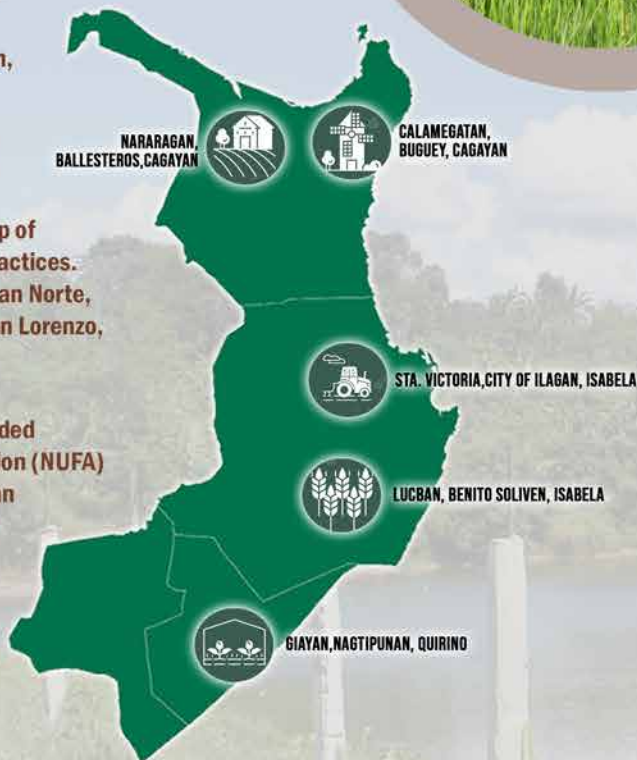 p of
actices.
an Norte,
n Lorenzo,
ded
ion (NUFA)
an
NARARAGAN,
BALLESTEROS,CAGAYAN
CALAMEGATAN,
BUGUEY, CAGAYAN
STA. VICTORIA,CITY OF ILAGAN, ISABELA
LUCBAN, BENITO SOLIVEN, ISABELA
GIAYAN,NAGTIPUNAN, QUIRINO